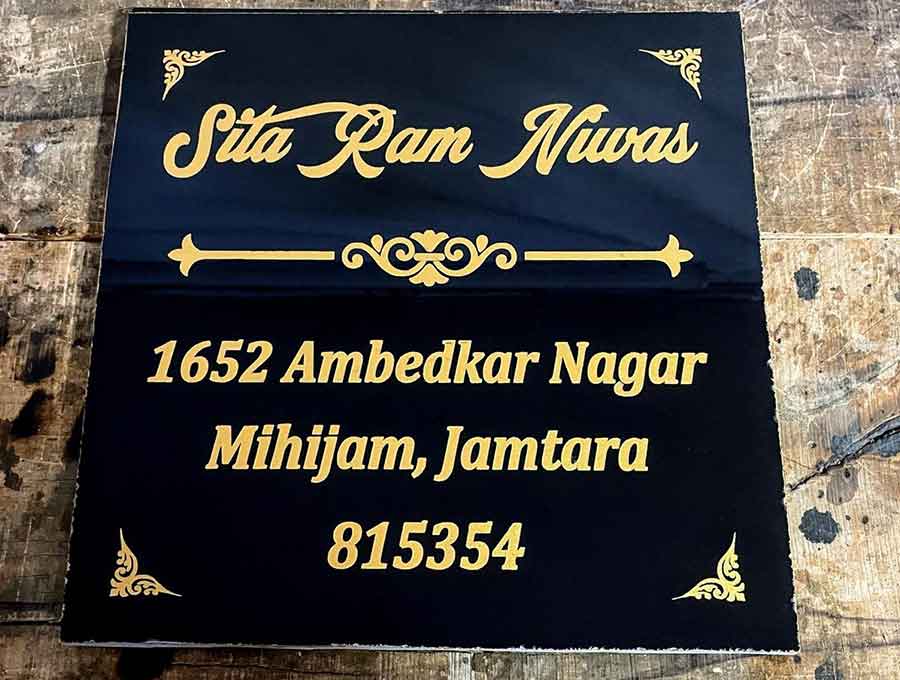 Sita Ram Niwas
1652 Ambedkar Nagar
Mihijam, Jamtara
815354